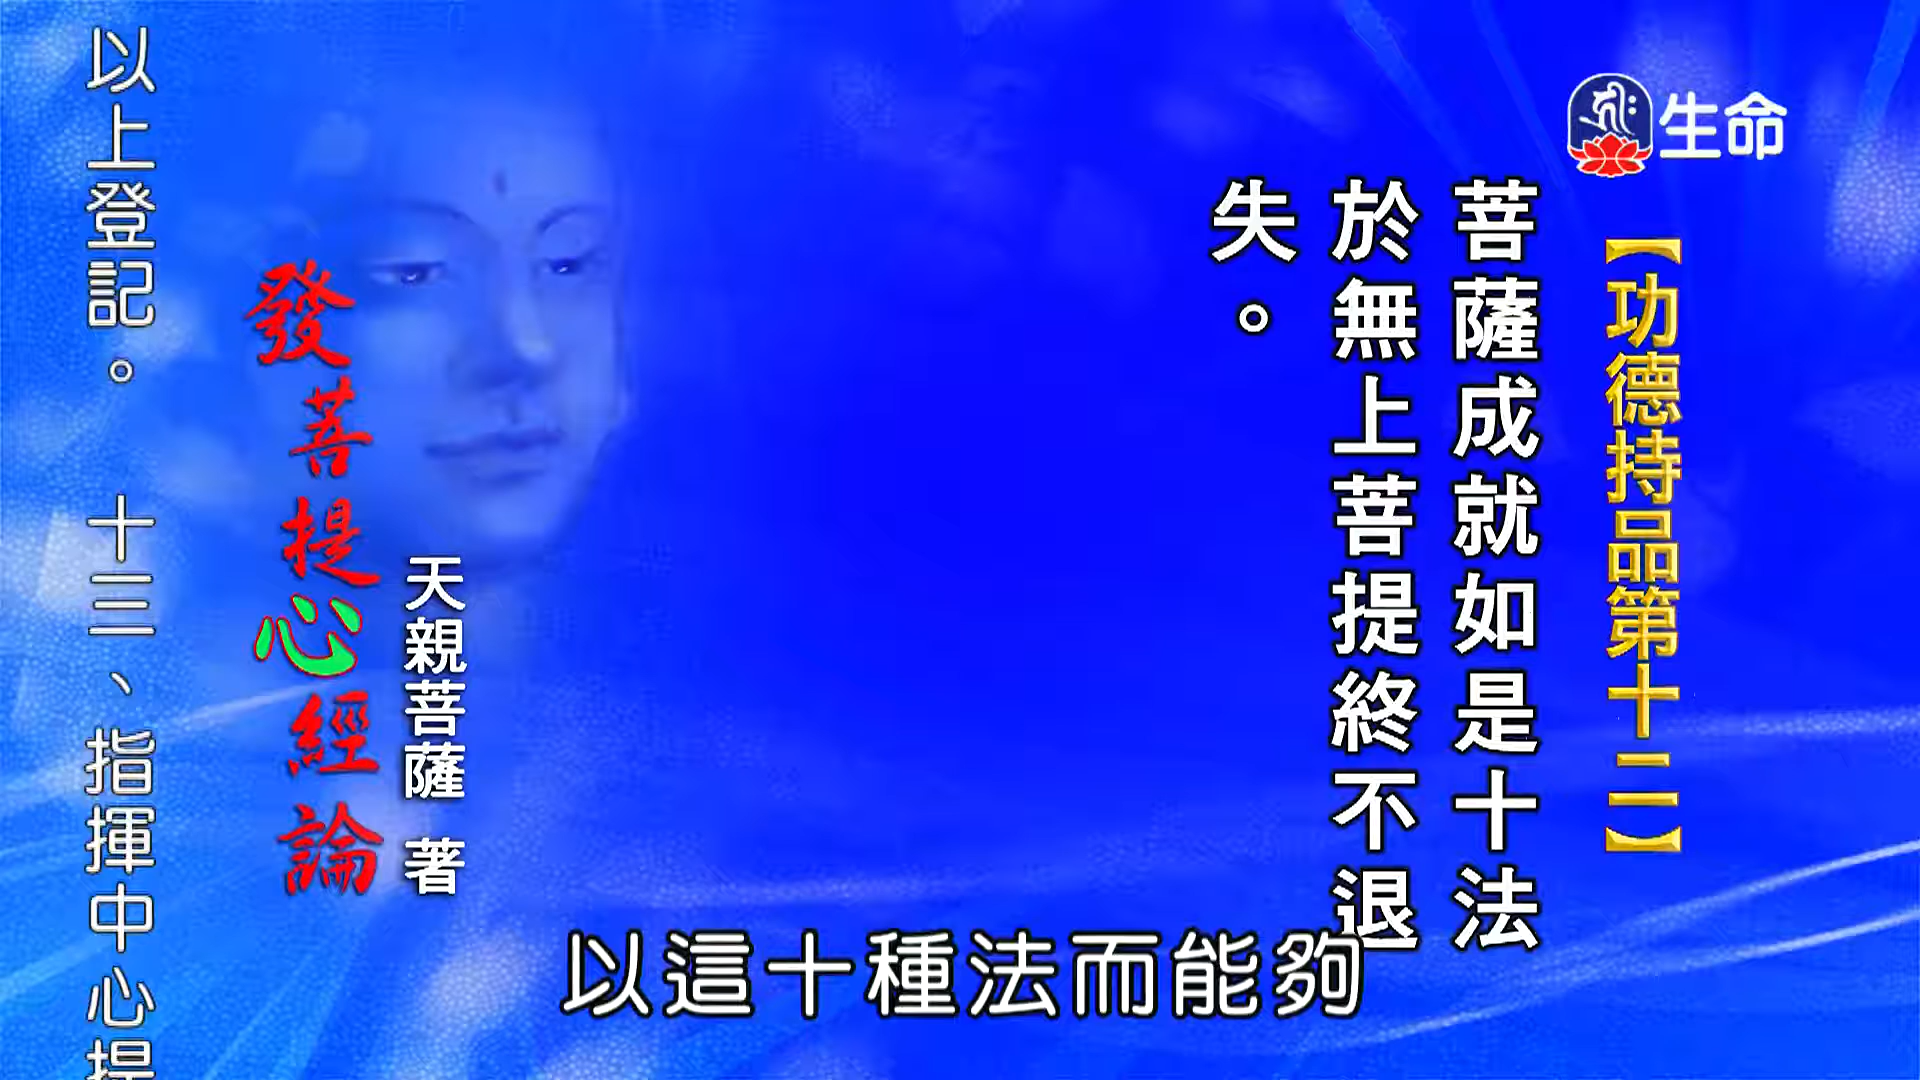 生命
【功德持品第十二】
菩薩成就如是十法
於無上菩提終不退
失。
天親菩薩 著
發菩提心經論
以上登記。 十三、指揮中心提
以這十種法而能夠